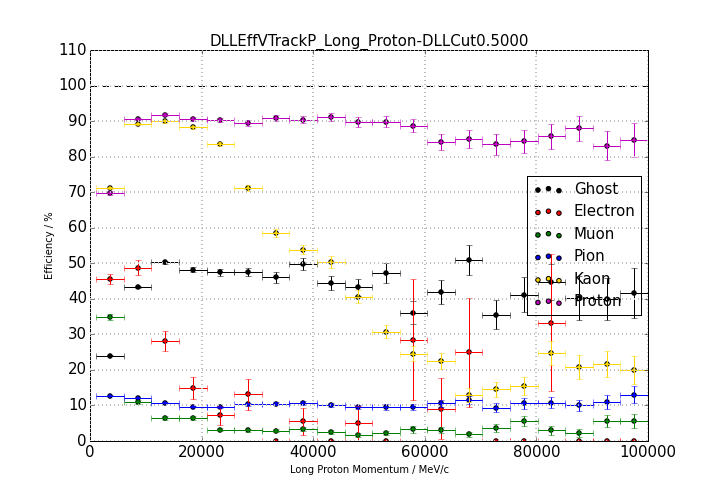 DLLEffVTrackP_Long_Proton-DLLCut0.5000
110
100
90
80
70
60
50
40
30
20
10
0
Efficiency / %
Ghost
Electron
Muon
Pion
Kaon
Proton
0 20000 40000 60000 80000 100000
Long Proton Momentum / MeV/c